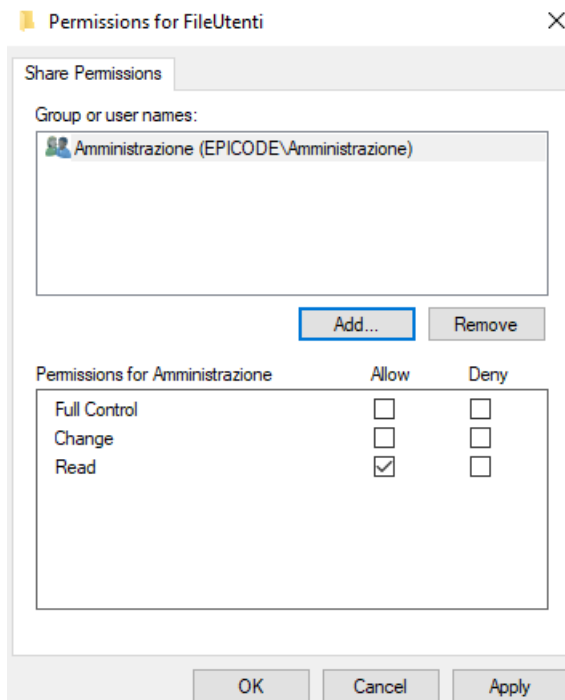 Permissions for FileUtenti
Share Permissions
Group or user names:
Amministrazione (EPICODE\Amministrazione)
Add... Remove
Permissions for Amministrazione Allow Deny
Full Control
Change
Read
OK Cancel Apply